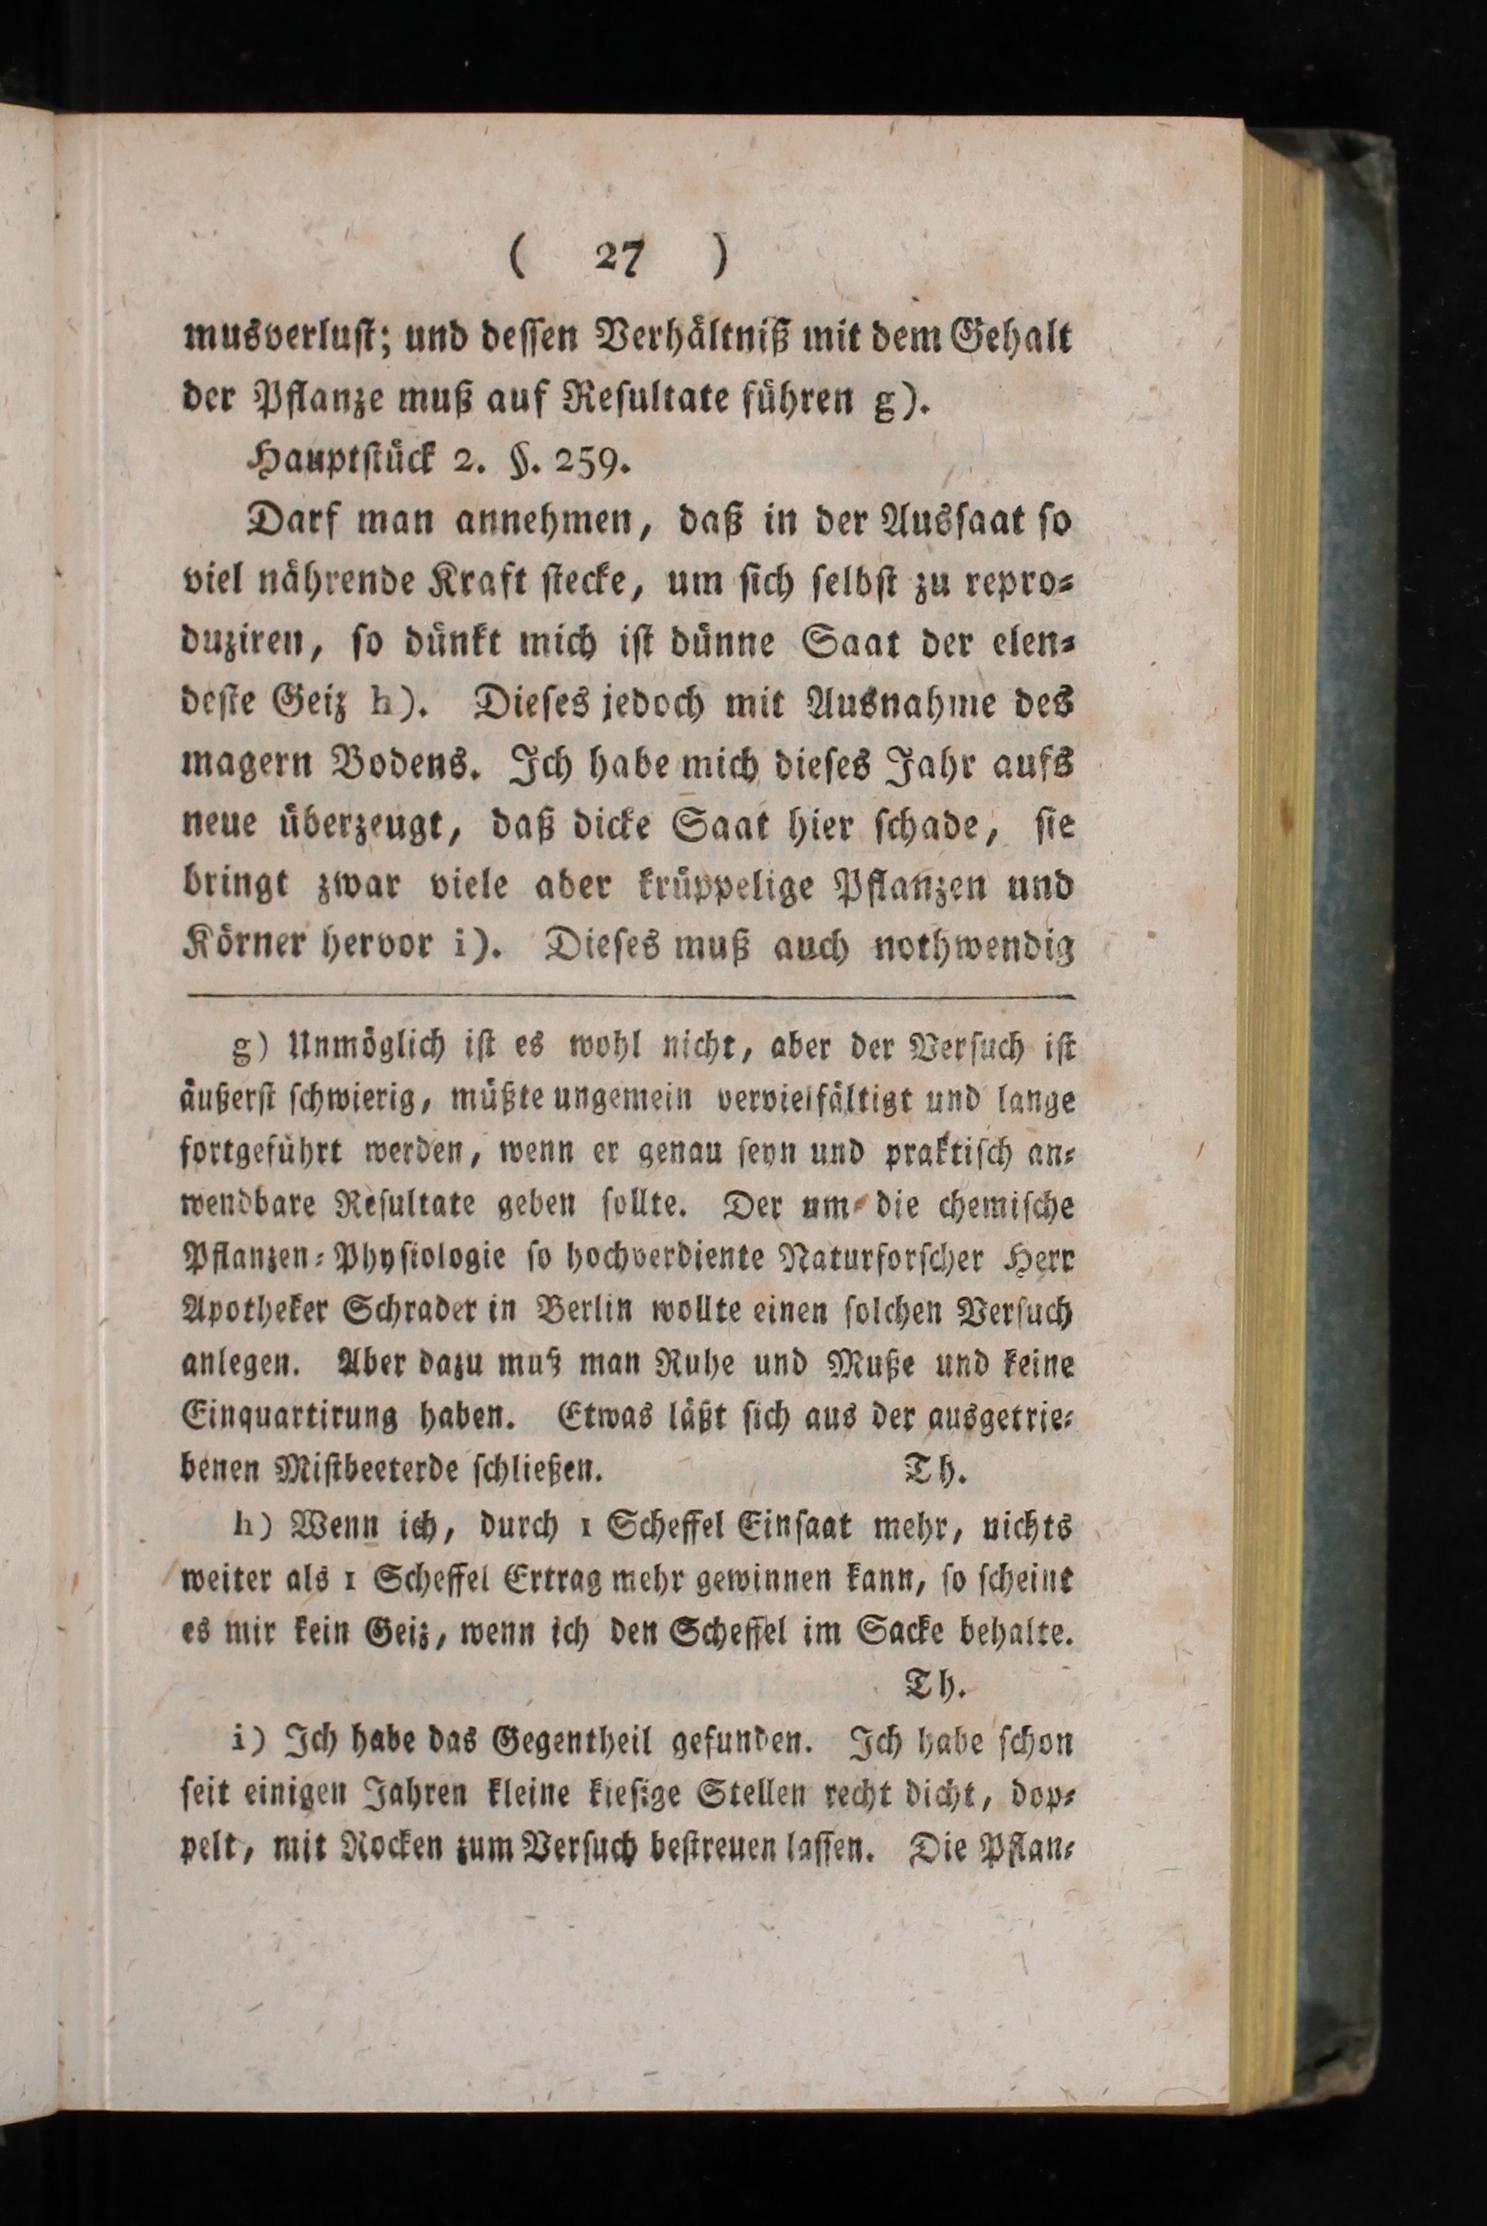 ( 27 )
musverluſt; und deſſen Verhältniß mit dem Gehalt
der Pflanze muß auf Reſultate führen g).
Hauptſtück 2. §. 259.
Darf man annehmen, daß in der Ausſaat ſo
viel nährende Kraft ſtecke, um ſich ſelbſt zu repro⸗
duziren, ſo dünkt mich iſt dünne Saat der elen⸗
deſte Geiz h). Dieſes jedoch mit Ausnahme des
magern Bodens. Ich habe mich dieſes Jahr aufs
neue überzeugt, daß dicke Saat hier ſchade, ſie
bringt zwar viele aber krüppelige Pflanzen und
Körner hervor i). Dieſes muß auch nothwendig
g) Unmöglich iſt es wohl nicht, aber der Verſuch iſt
äußerſt ſchwierig, müßte ungemein vervielfältigt und lange
fortgeführt werden, wenn er genau ſeyn und praktiſch an⸗
wendbare Reſultate geben ſollte. Der um die chemiſche
Pflanzen⸗Phyſiologie ſo hochverdiente Naturforſcher Herr
Apotheker Schrader in Berlin wollte einen ſolchen Verſuch
anlegen. Aber dazu muß man Ruhe und Muße und keine
Einquartirung haben. Etwas läßt ſich aus der ausgetrie⸗
benen Miſtbeeterde ſchließen. Th.
h) Wenn ich, durch 1 Scheffel Einſaat mehr, nichts
weiter als 1 Scheffel Ertrag mehr gewinnen kann, ſo ſcheint
es mir kein Geiz, wenn ich den Scheffel im Sacke behalte.
Th.
i) Ich habe das Gegentheil gefunden. Ich habe ſchon
ſeit einigen Jahren kleine kieſige Stellen recht dicht, dop⸗
pelt, mit Rocken zum Verſuch beſtreuen laſſen. Die Pflan⸗